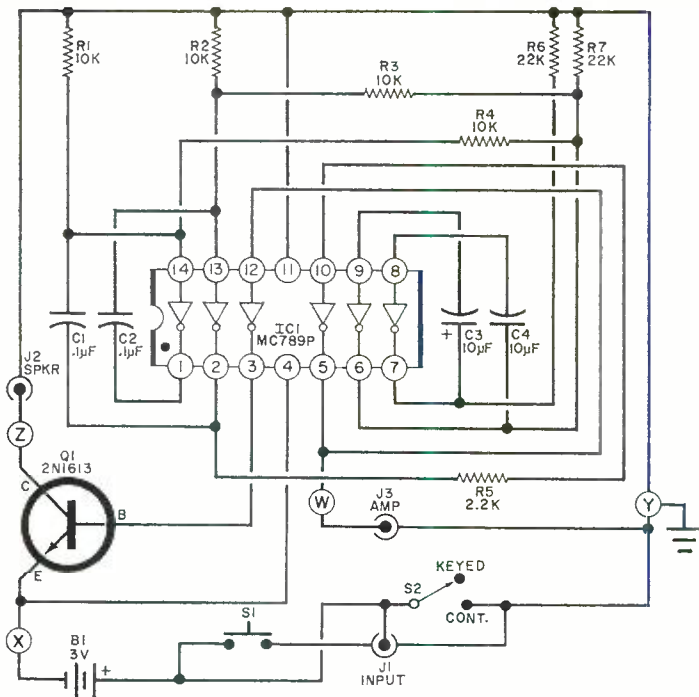 R1
10K
R2
10K
R3
10K
R6
22K
R7
22K
R4
10K
14
13
12
11
10
9
8
IC1
MC789P
C1
.1µF
C2
.1µF
+
C3
10µF
C4
10µF
1
2
3
4
5
6
7
J2
SPKR
Z
Q1
2N1613
C
B
E
R5
2.2K
W
J3
AMP
Y
KEYED
S2
CONT.
S1
X
B1
3V
+
J1
INPUT